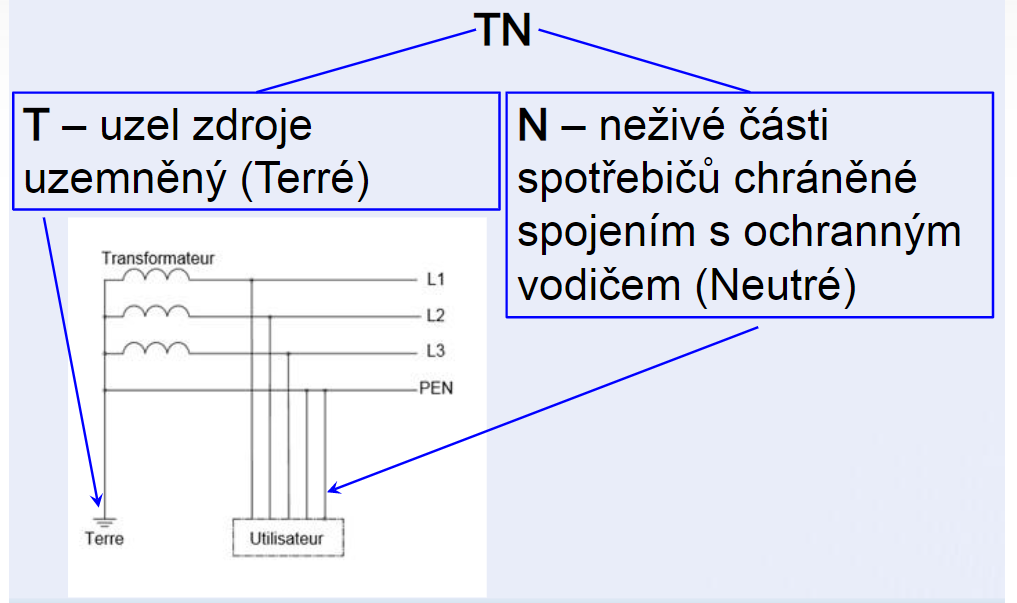 TN
T – uzel zdroje
uzemněný (Terré)
N – neživé části
spotřebičů chráněné
spojením s ochranným
vodičem (Neutré)
Transformateur
L1
L2
L3
PEN
Terre
Utilisateur